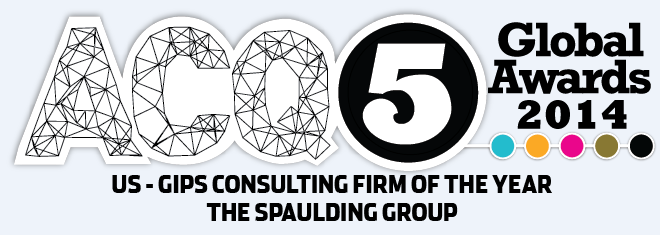 ACQ5
Global
Awards
2014
US - GIPS CONSULTING FIRM OF THE YEAR
THE SPAULDING GROUP